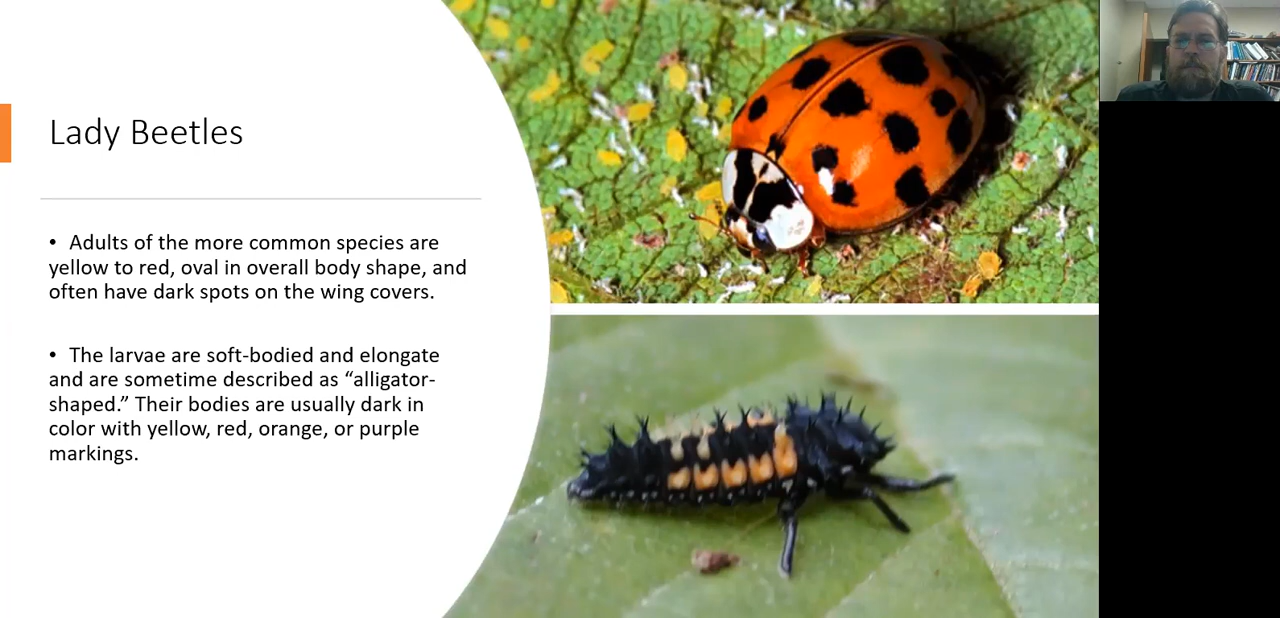 Lady Beetles
• Adults of the more common species are
yellow to red, oval in overall body shape, and
often have dark spots on the wing covers.
• The larvae are soft-bodied and elongate
and are sometime described as “alligator-
shaped.” Their bodies are usually dark in
color with yellow, red, orange, or purple
markings.